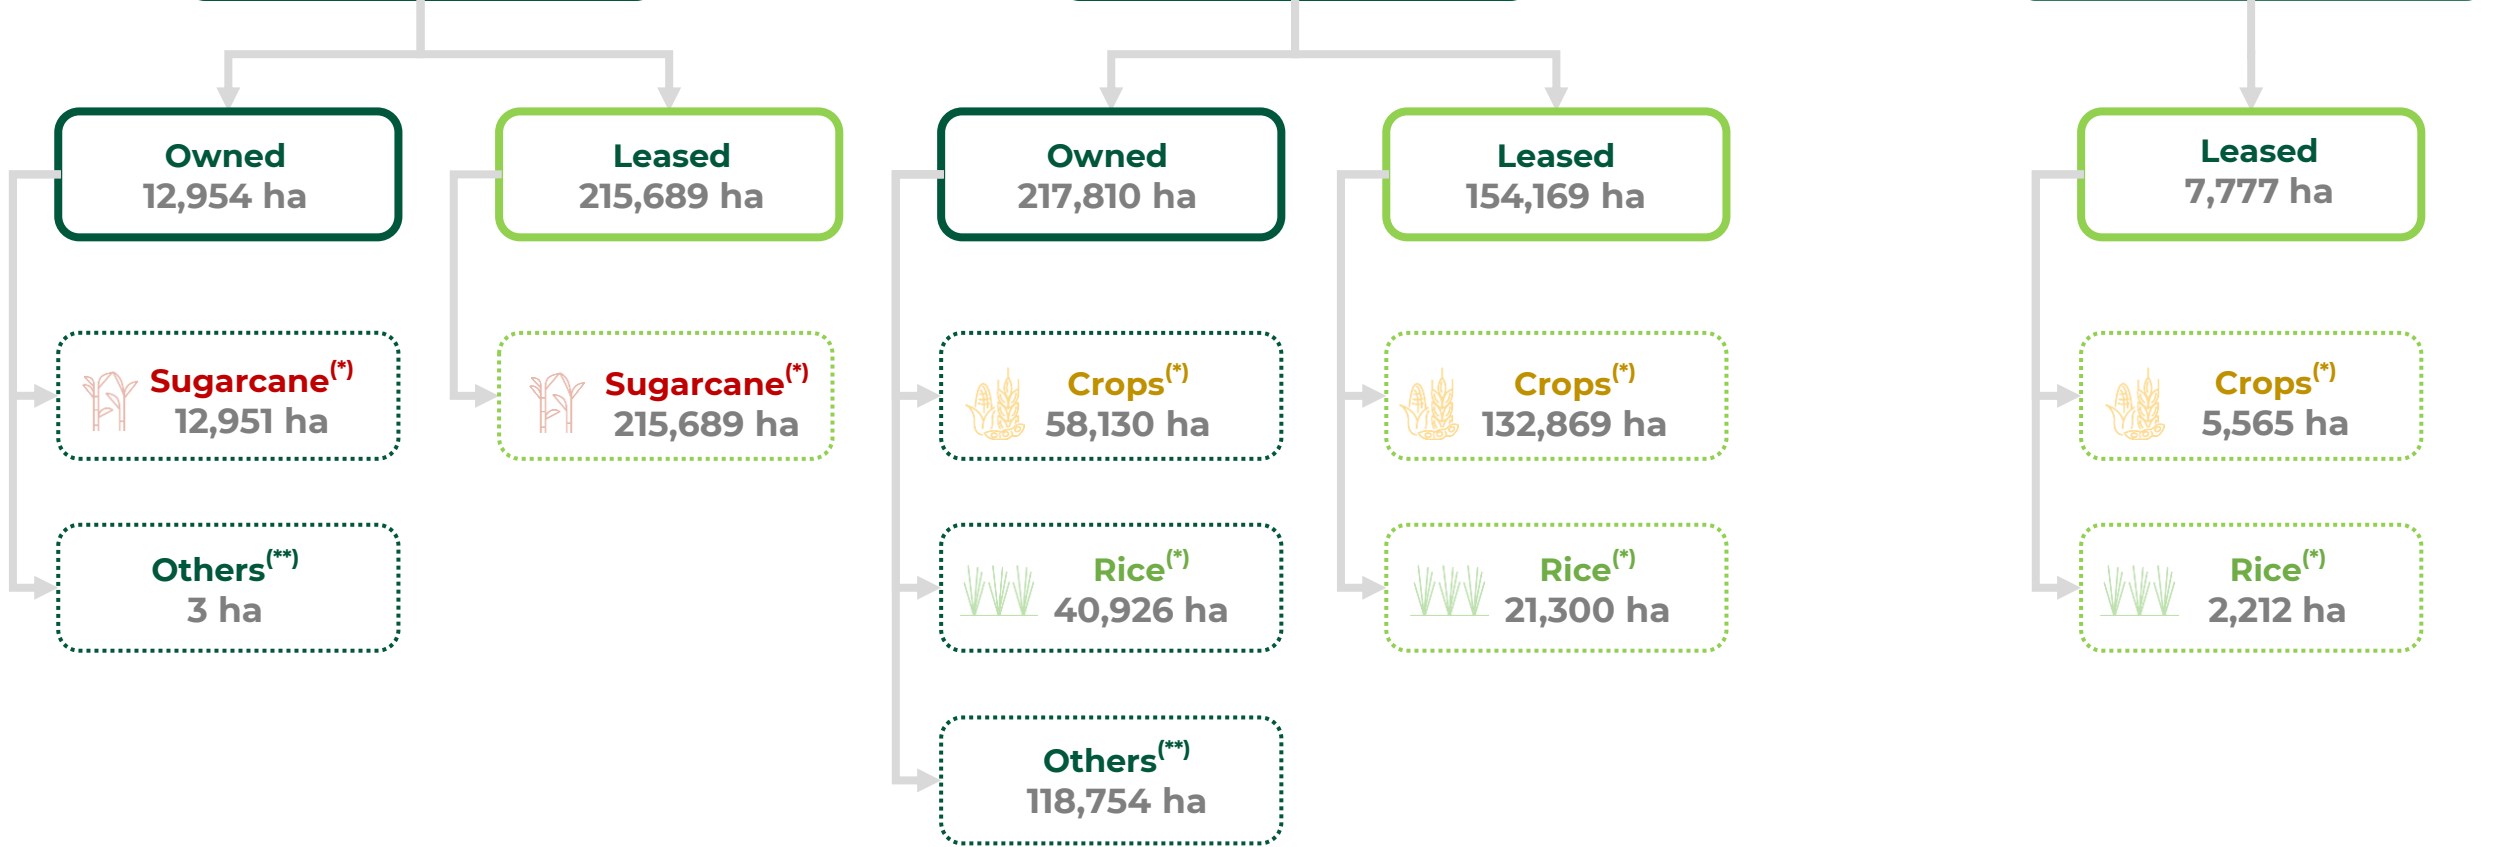 Owned
12,954 ha
Leased
215,689 ha
Owned
217,810 ha
Leased
154,169 ha
Leased
7,777 ha
Sugarcane(*)
12,951 ha
Sugarcane(*)
215,689 ha
Crops(*)
58,130 ha
Crops(*)
132,869 ha
Crops(*)
5,565 ha
Others(**)
3 ha
Rice(*)
40,926 ha
Rice(*)
21,300 ha
Rice(*)
2,212 ha
Others(**)
118,754 ha